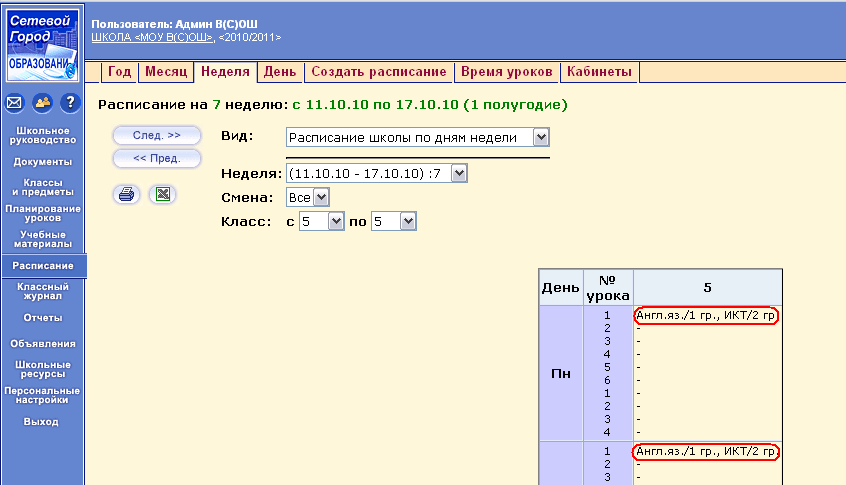 Сетевой
Город
ОБРАЗОВАНИ
Пользователь: Админ В(С)ОШ
ШКОЛА <МОУ В(С)ОШ>, <2010/2011>
Год Месяц Неделя День Создать расписание Время уроков Кабинеты
Расписание на 7 неделю: с 11.10.10 по 17.10.10 (1 полугодие)
?
Школьное
руководство
Документы
Классы
и предметы
Планирование
уроков
Учебные
материалы
Расписание
Классный
журнал
Отчеты
Объявления
Школьные
ресурсы
Персональные
настройки
Выход
След. >>
<< Пред.
Вид: Расписание школы по дням недели
Неделя: (11.10.10 - 17.10.10) :7
Смена: Все
Класс: с 5 по 5
День № урока 5
Пн
1 Англ.яз./1 гр., ИКТ/2 гр
2 -
3 -
4 -
5 -
6 -
1 -
2 -
3 -
4 -
1 Англ.яз./1 гр., ИКТ/2 гр
2 -
3 -